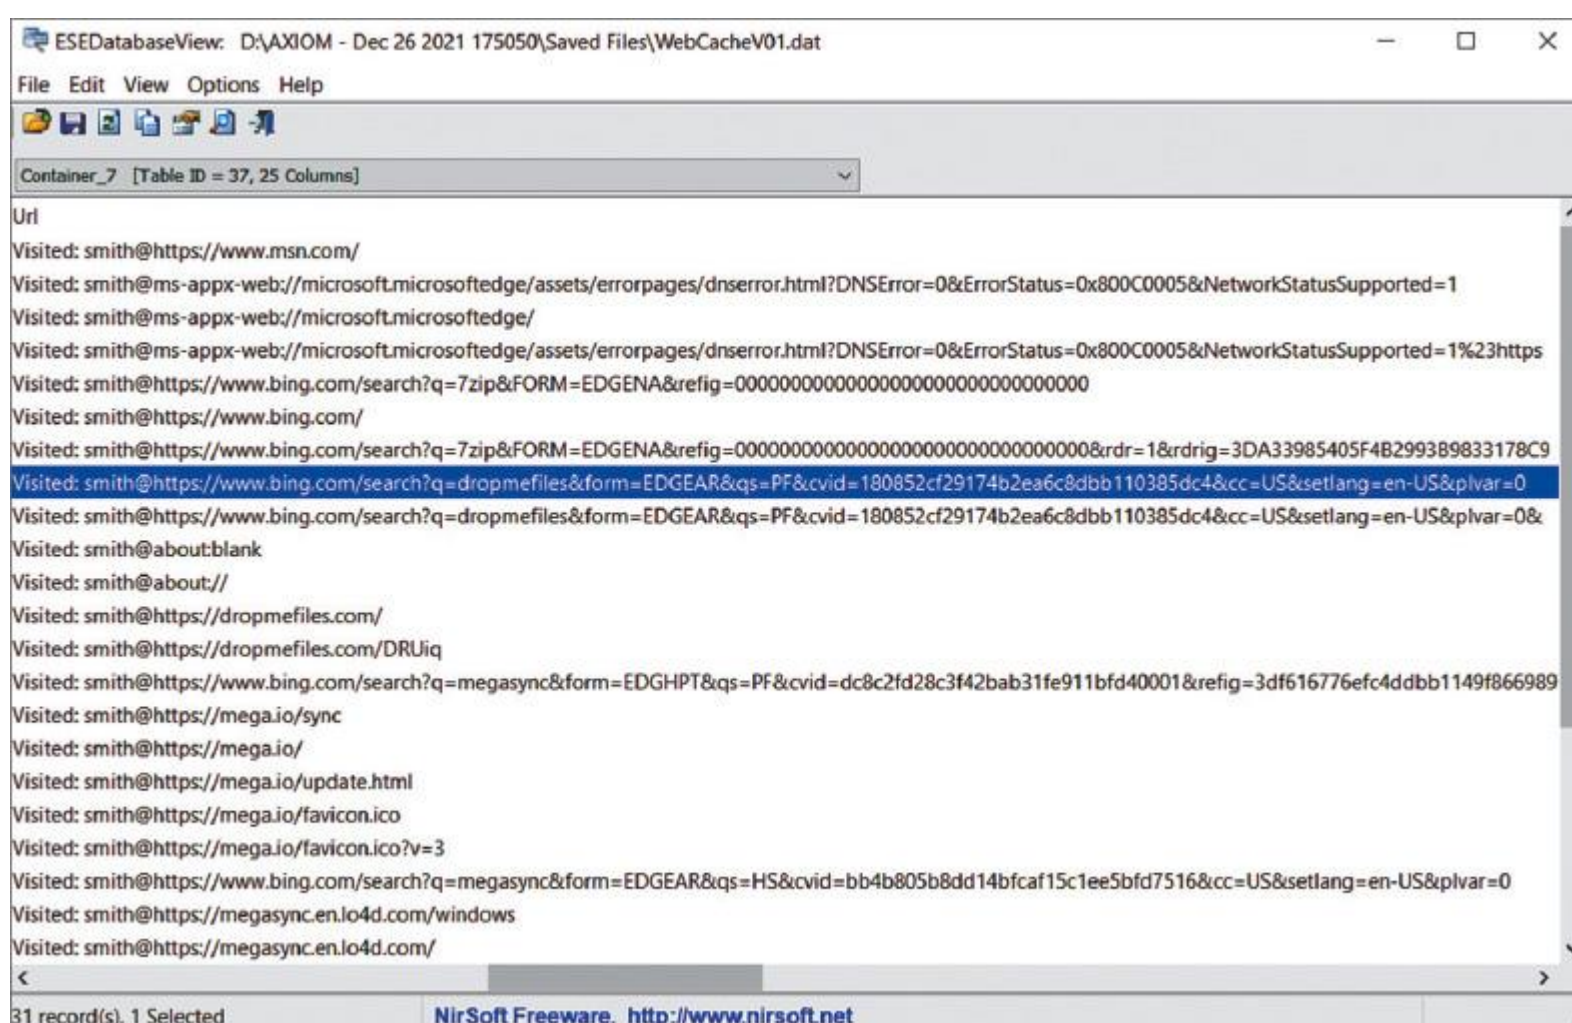 ESEDatabaseView: D:\AXIOM - Dec 26 2021 175050\Saved Files\WebCacheV01.dat
File Edit View Options Help
Container_7 [Table ID = 37, 25 Columns]
Url
Visited: smith@https://www.msn.com/
Visited: smith@ms-appx-web://microsoft.microsoftedge/assets/errorpages/dnserror.html?DNSError=0&ErrorStatus=0x800C0005&NetworkStatusSupported=1
Visited: smith@ms-appx-web://microsoft.microsoftedge/
Visited: smith@ms-appx-web://microsoft.microsoftedge/assets/errorpages/dnserror.html?DNSError=0&ErrorStatus=0x800C0005&NetworkStatusSupported=1%23https
Visited: smith@https://www.bing.com/search?q=7zip&FORM=EDGENA&refig=00000000000000000000000000000000
Visited: smith@https://www.bing.com/
Visited: smith@https://www.bing.com/search?q=7zip&FORM=EDGENA&refig=00000000000000000000000000000000&rdr=1&rdrig=3DA33985405F4B2993B9833178C9
Visited: smith@https://www.bing.com/search?q=dropmefiles&form=EDGEAR&qs=PF&cvid=180852cf29174b2ea6c8dbb110385dc4&cc=US&setlang=en-US&plvar=0
Visited: smith@https://www.bing.com/search?q=dropmefiles&form=EDGEAR&qs=PF&cvid=180852cf29174b2ea6c8dbb110385dc4&cc=US&setlang=en-US&plvar=0&
Visited: smith@about:blank
Visited: smith@about://
Visited: smith@https://dropmefiles.com/
Visited: smith@https://dropmefiles.com/DRUiq
Visited: smith@https://www.bing.com/search?q=megasync&form=EDGHPT&qs=PF&cvid=dc8c2fd28c3f42bab31fe911bfd40001&refig=3df616776efc4ddbb1149f866989
Visited: smith@https://mega.io/sync
Visited: smith@https://mega.io/
Visited: smith@https://mega.io/update.html
Visited: smith@https://mega.io/favicon.ico
Visited: smith@https://mega.io/favicon.ico?v=3
Visited: smith@https://www.bing.com/search?q=megasync&form=EDGEAR&qs=HS&cvid=bb4b805b8dd14bfcaf15c1ee5bfd7516&cc=US&setlang=en-US&plvar=0
Visited: smith@https://megasync.en.lo4d.com/windows
Visited: smith@https://megasync.en.lo4d.com/
31 record(s), 1 Selected NirSoft Freeware. http://www.nirsoft.net